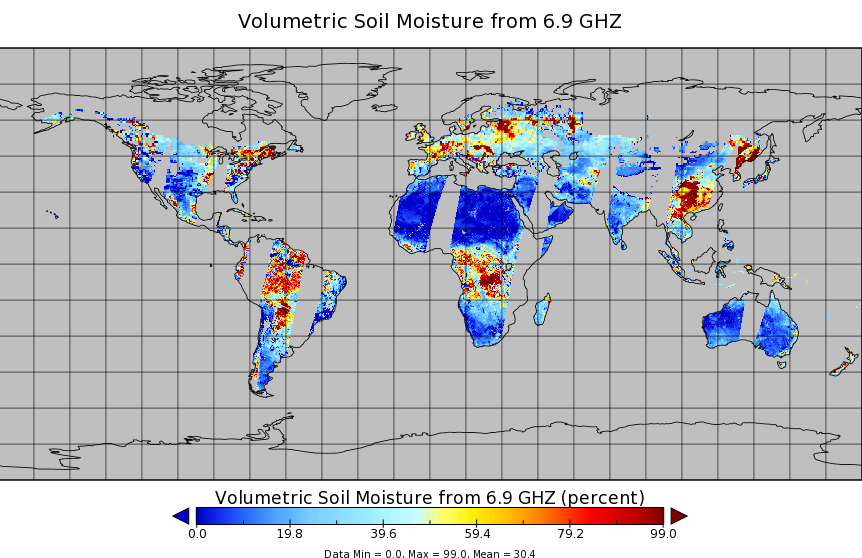 Volumetric Soil Moisture from 6.9 GHZ
Volumetric Soil Moisture from 6.9 GHZ (percent)
0.0 19.8 39.6 59.4 79.2 99.0
Data Min = 0.0, Max = 99.0, Mean = 30.4